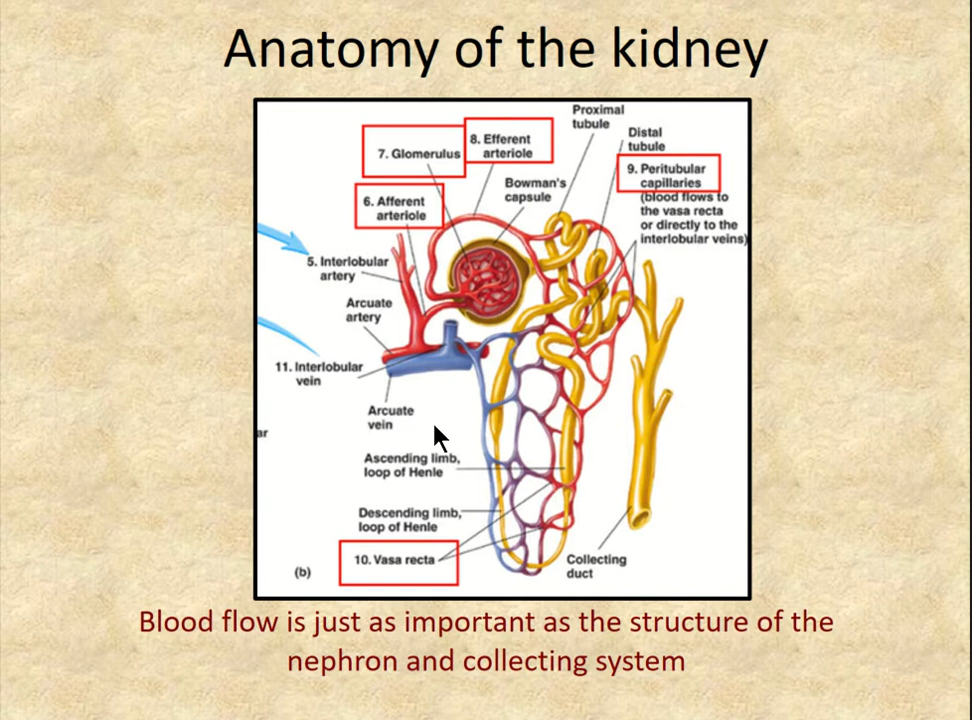 Anatomy of the kidney
Proximal
tubule
8. Efferent
arteriole
Distal
tubule
7. Glomerulus
9. Peritubular
capillaries
(blood flows to
the vasa recta
or directly to the
interlobular veins)
Bowman's
capsule
6. Afferent
arteriole
5. Interlobular
artery
Arcuate
artery
11. Interlobular
vein
Arcuate
vein
ar
Ascending limb,
loop of Henle
Descending limb,
loop of Henle
10. Vasa recta
Collecting
duct
(b)
Blood flow is just as important as the structure of the
nephron and collecting system